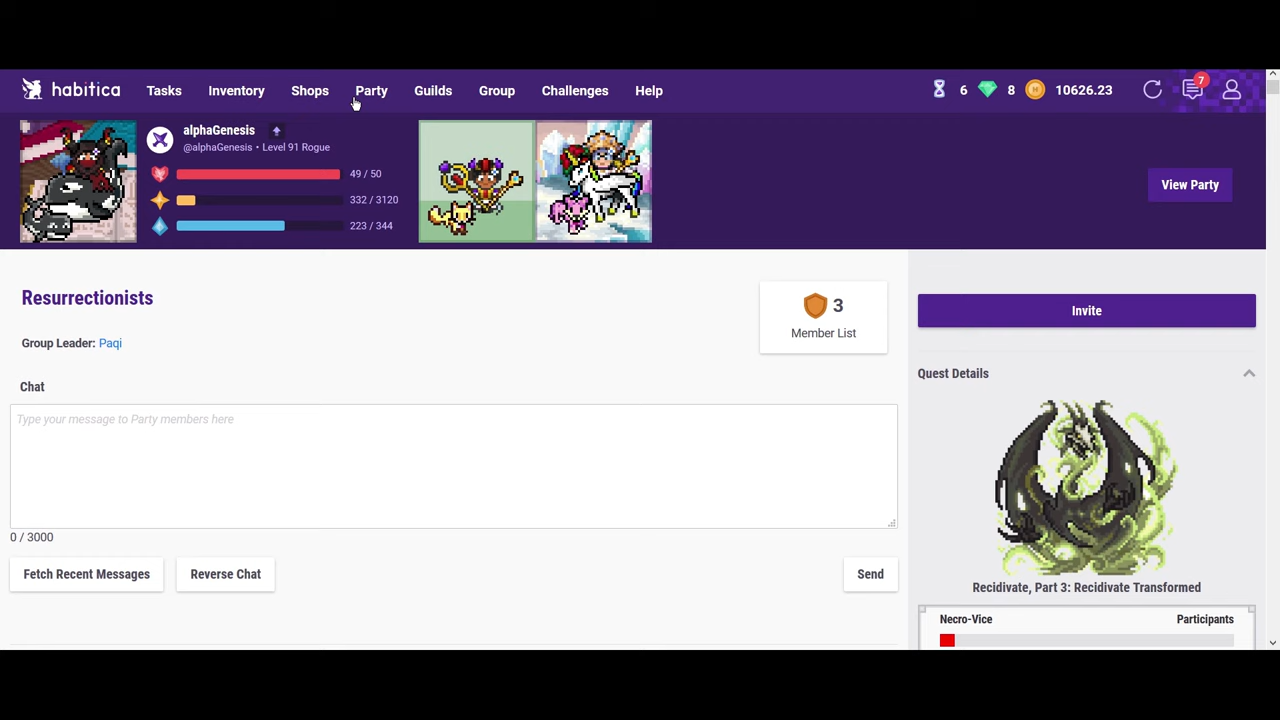 habitica Tasks Inventory Shops Party Guilds Group Challenges Help 6 8 10626.23 7
alphaGenesis
@alphaGenesis • Level 91 Rogue
49 / 50
332 / 3120
223 / 344
View Party
Resurrectionists
3
Member List
Group Leader: Paqi
Chat
Type your message to Party members here
0 / 3000
Fetch Recent Messages
Reverse Chat
Send
Invite
Quest Details
Recidivate, Part 3: Recidivate Transformed
Necro-Vice Participants